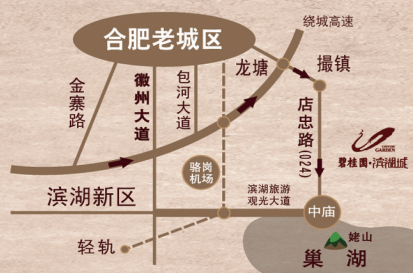 绕城高速
合肥老城区
金寨路
徽州大道
包河大道
龙塘
撮镇
店忠路(024)
碧桂园·滨湖城
骆岗
机场
滨湖新区
滨湖旅游
观光大道
中庙
轻轨
姥山
巢湖